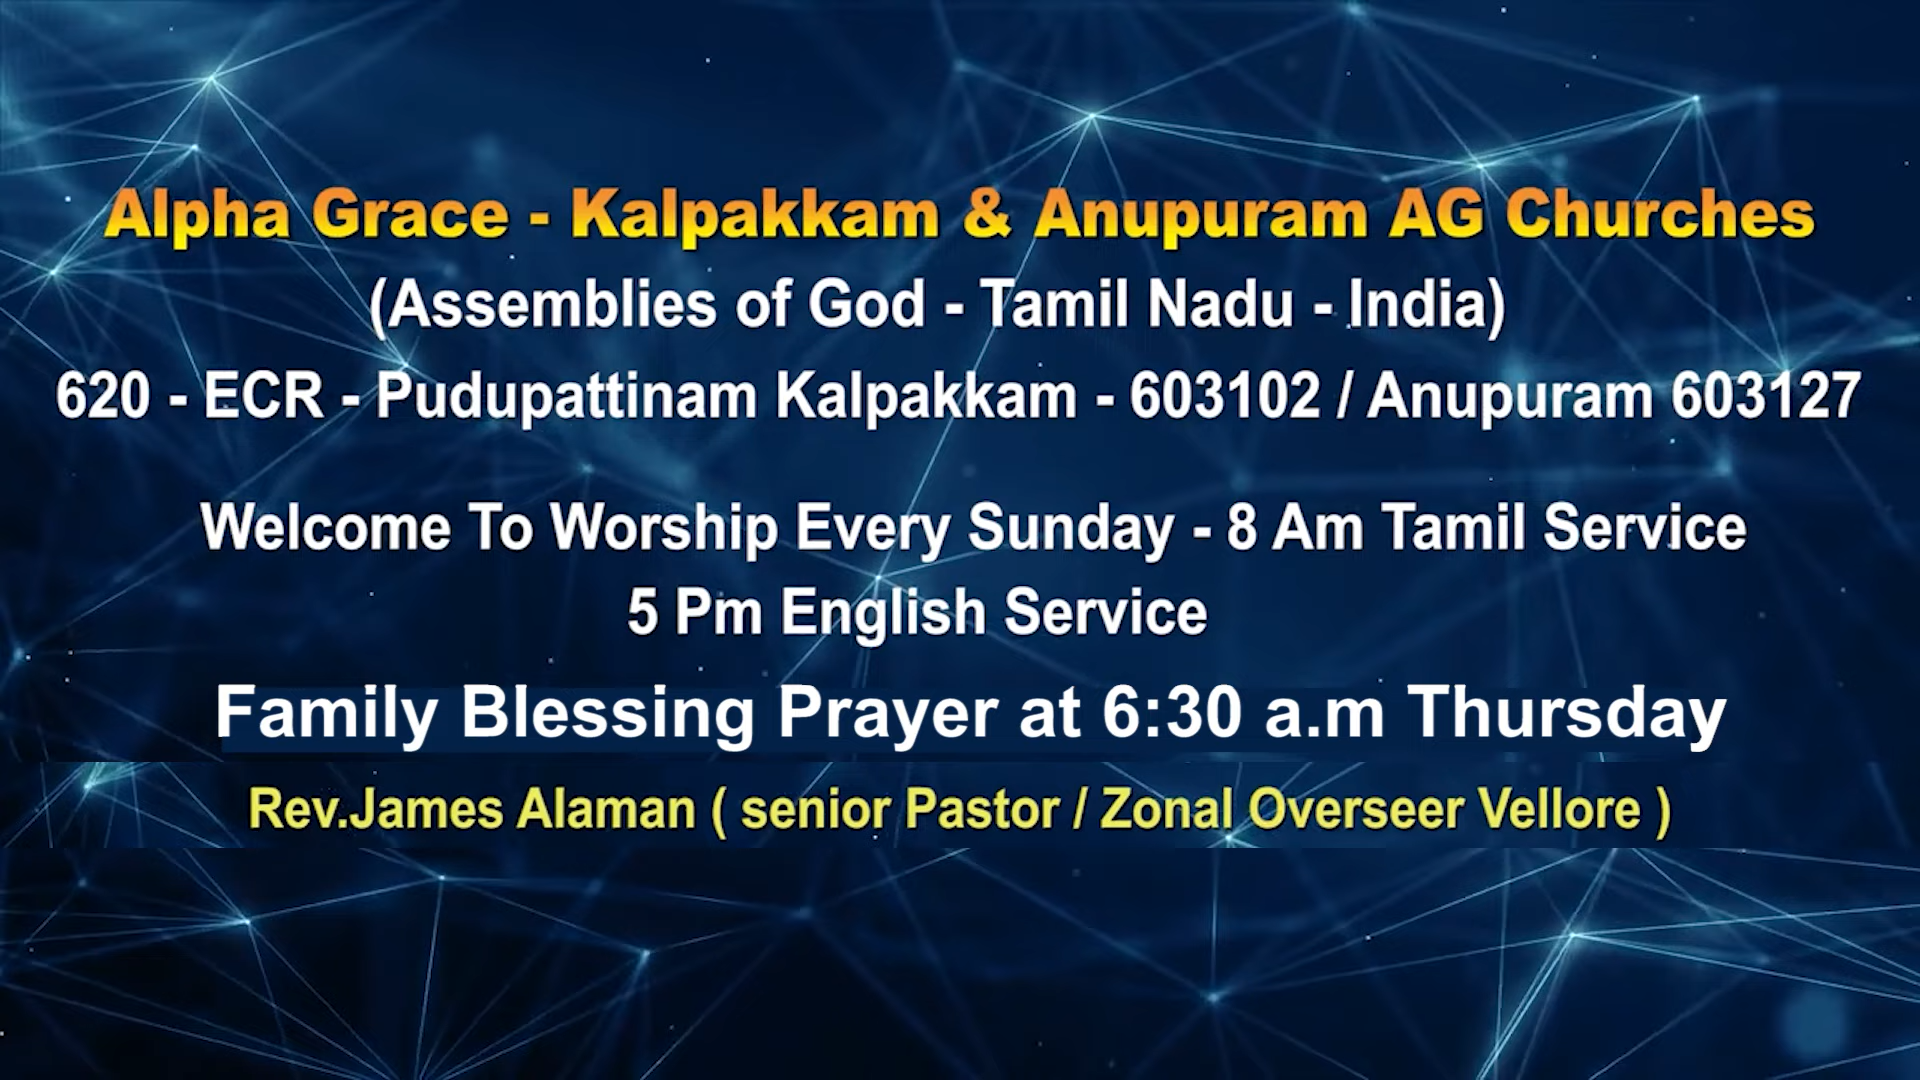 Alpha Grace - Kalpakkam & Anupuram AG Churches
(Assemblies of God - Tamil Nadu - India)
620 - ECR - Pudupattinam Kalpakkam - 603102 / Anupuram 603127
Welcome To Worship Every Sunday - 8 Am Tamil Service
5 Pm English Service
Family Blessing Prayer at 6:30 a.m Thursday
Rev.James Alaman ( senior Pastor / Zonal Overseer Vellore )